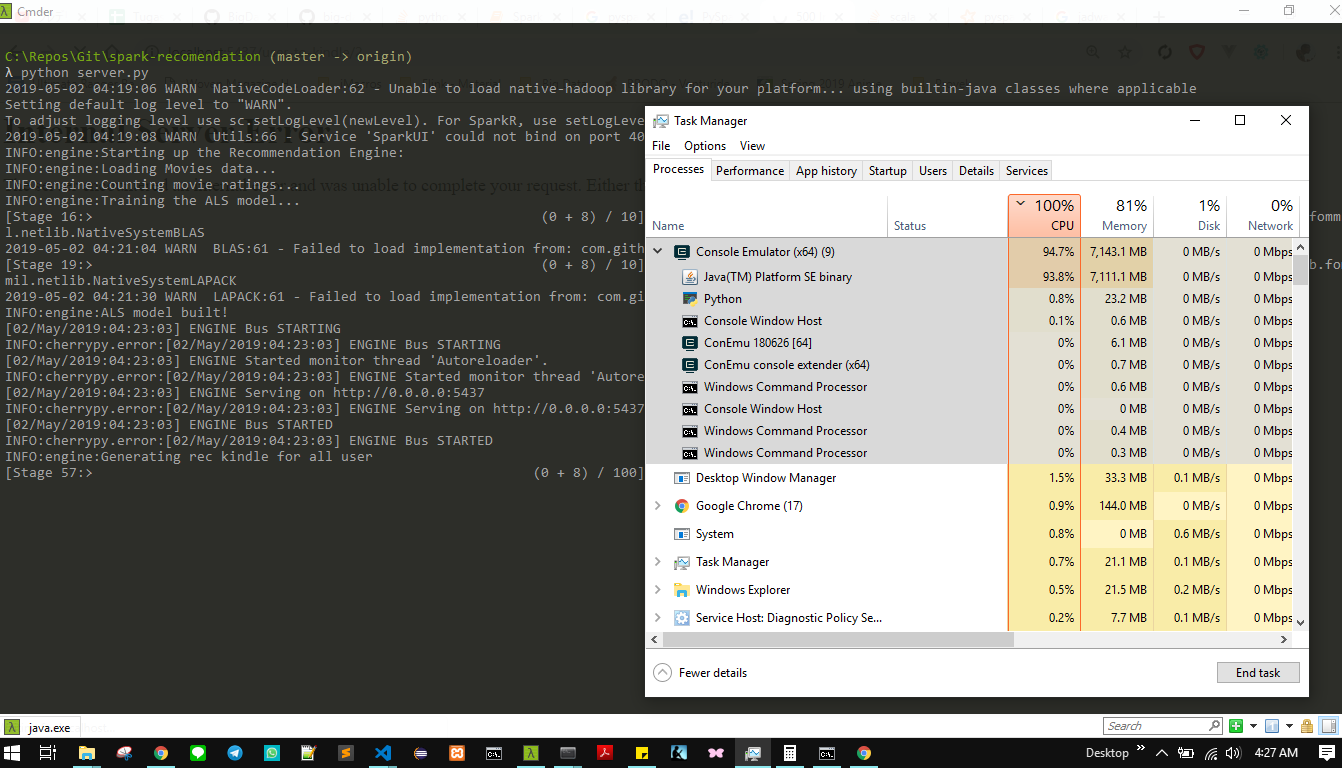 Cmder
C:\Repos\Git\spark-recomendation (master -> origin)
λ python server.py
2019-05-02 04:19:06 WARN  NativeCodeLoader:62 - Unable to load native-hadoop library for your platform... using builtin-java classes where applicable
Setting default log level to "WARN".
To adjust logging level use sc.setLogLevel(newLevel). For SparkR, use setLogLeve
2019-05-02 04:19:08 WARN  Utils:66 - Service 'SparkUI' could not bind on port 40
INFO:engine:Starting up the Recommendation Engine:
INFO:engine:Loading Movies data...
INFO:engine:Counting movie ratings...
and was unable to complete your request. Either th
INFO:engine:Training the ALS model...
[Stage 16:> (0 + 8) / 10]
fomm
l.netlib.NativeSystemBLAS
2019-05-02 04:21:04 WARN  BLAS:61 - Failed to load implementation from: com.gith
[Stage 19:> (0 + 8) / 10]
b.fo
mil.netlib.NativeSystemLAPACK
2019-05-02 04:21:30 WARN  LAPACK:61 - Failed to load implementation from: com.gi
INFO:engine:ALS model built!
[02/May/2019:04:23:03] ENGINE Bus STARTING
INFO:cherrypy.error:[02/May/2019:04:23:03] ENGINE Bus STARTING
[02/May/2019:04:23:03] ENGINE Started monitor thread 'Autoreloader'.
INFO:cherrypy.error:[02/May/2019:04:23:03] ENGINE Started monitor thread 'Autore
[02/May/2019:04:23:03] ENGINE Serving on http://0.0.0.0:5437
INFO:cherrypy.error:[02/May/2019:04:23:03] ENGINE Serving on http://0.0.0.0:5437
[02/May/2019:04:23:03] ENGINE Bus STARTED
INFO:cherrypy.error:[02/May/2019:04:23:03] ENGINE Bus STARTED
INFO:engine:Generating rec kindle for all user
[Stage 57:> (0 + 8) / 100]
Task Manager
File Options View
Processes Performance App history Startup Users Details Services
100% 81% 1% 0%
Name Status CPU Memory Disk Network
Console Emulator (x64) (9) 94.7% 7,143.1 MB 0 MB/s 0 Mbps
Java(TM) Platform SE binary 93.8% 7,111.1 MB 0 MB/s 0 Mbps
Python 0.8% 23.2 MB 0 MB/s 0 Mbps
Console Window Host 0.1% 0.6 MB 0 MB/s 0 Mbps
ConEmu 180626 [64] 0% 6.1 MB 0 MB/s 0 Mbps
ConEmu console extender (x64) 0% 0.7 MB 0 MB/s 0 Mbps
Windows Command Processor 0% 0.6 MB 0 MB/s 0 Mbps
Console Window Host 0% 0 MB 0 MB/s 0 Mbps
Windows Command Processor 0% 0.4 MB 0 MB/s 0 Mbps
Windows Command Processor 0% 0.3 MB 0 MB/s 0 Mbps
Desktop Window Manager 1.5% 33.3 MB 0.1 MB/s 0 Mbps
Google Chrome (17) 0.9% 144.0 MB 0 MB/s 0 Mbps
System 0.8% 0 MB 0.6 MB/s 0 Mbps
Task Manager 0.7% 21.1 MB 0.1 MB/s 0 Mbps
Windows Explorer 0.5% 21.5 MB 0.2 MB/s 0 Mbps
Service Host: Diagnostic Policy Se... 0.2% 7.7 MB 0.1 MB/s 0 Mbps
Fewer details
End task
λ java.exe
Search
Desktop
4:27 AM